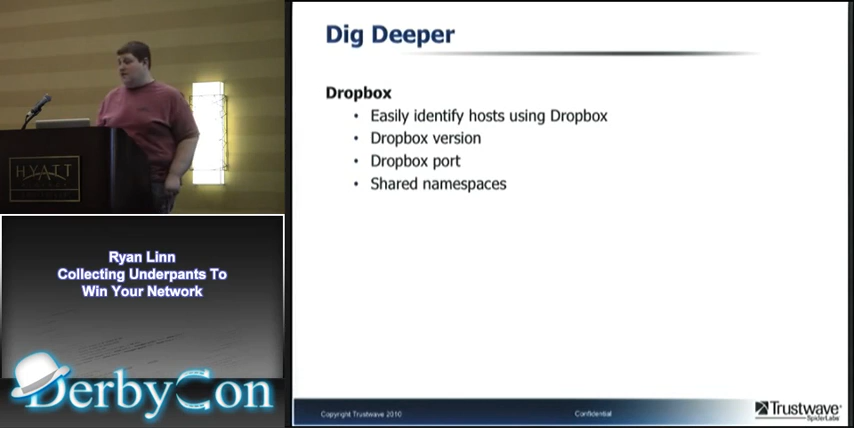 Dig Deeper
Dropbox
• Easily identify hosts using Dropbox
• Dropbox version
• Dropbox port
• Shared namespaces
HYATT
Ryan Linn
Collecting Underpants To
Win Your Network
DerbyCon
Copyright Trustwave 2010
Confidential
Trustwave®
SpiderLabs